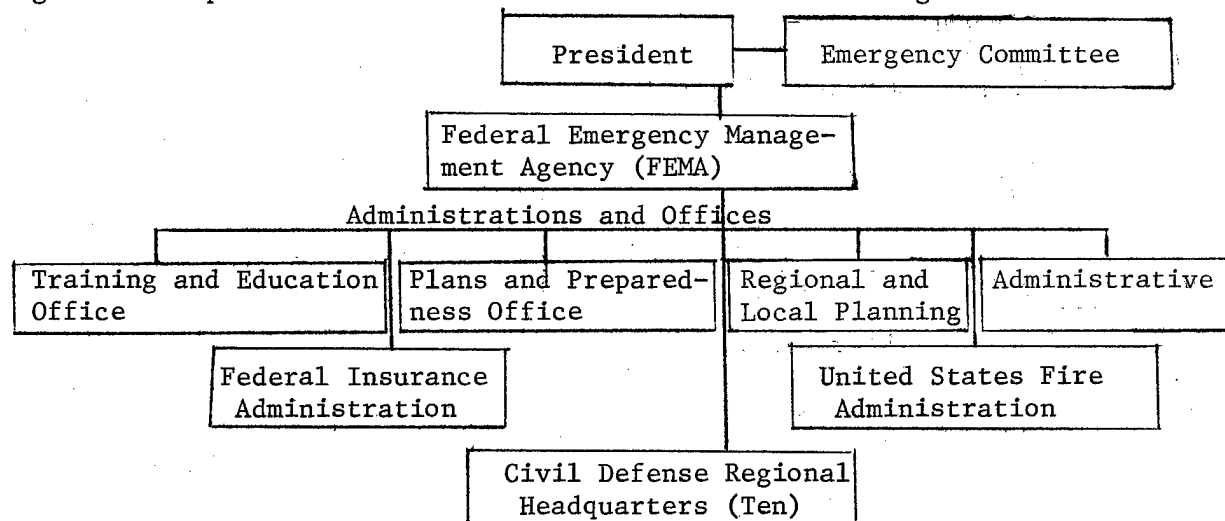 President
Emergency Committee
Federal Emergency Manage-
ment Agency (FEMA)
Administrations and Offices
Training and Education
Office
Plans and Prepared-
ness Office
Regional and
Local Planning
Administrative
Federal Insurance
Administration
United States Fire
Administration
Civil Defense Regional
Headquarters (Ten)